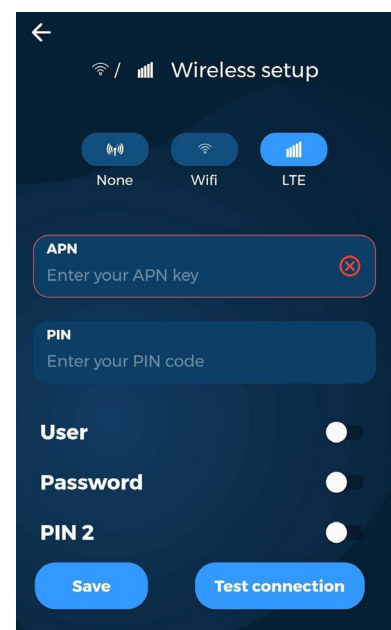 / Wireless setup
None Wifi LTE
APN
Enter your APN key
PIN
Enter your PIN code
User
Password
PIN 2
Save Test connection